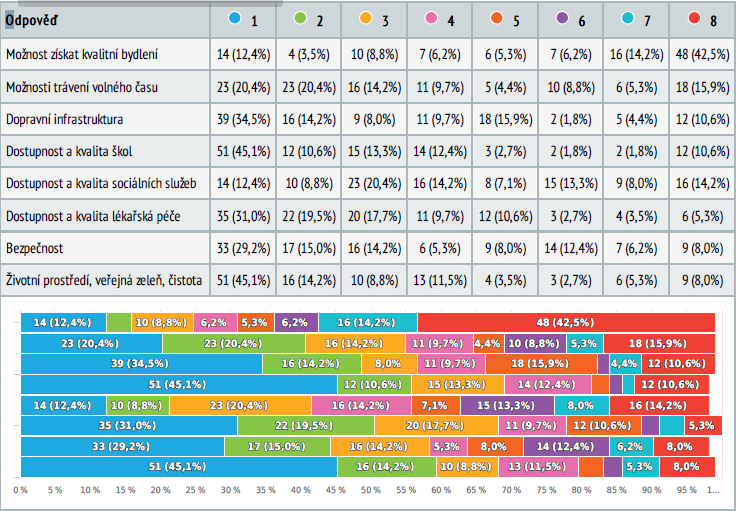 Odpověď 1 2 3 4 5 6 7 8
Možnost získat kvalitní bydlení 14 (12,4%) 4 (3,5%) 10 (8,8%) 7 (6,2%) 6 (5,3%) 7 (6,2%) 16 (14,2%) 48 (42,5%)
Možnosti trávení volného času 23 (20,4%) 23 (20,4%) 16 (14,2%) 11 (9,7%) 5 (4,4%) 10 (8,8%) 6 (5,3%) 18 (15,9%)
Dopravní infrastruktura 39 (34,5%) 16 (14,2%) 9 (8,0%) 11 (9,7%) 18 (15,9%) 2 (1,8%) 5 (4,4%) 12 (10,6%)
Dostupnost a kvalita škol 51 (45,1%) 12 (10,6%) 15 (13,3%) 14 (12,4%) 3 (2,7%) 2 (1,8%) 2 (1,8%) 12 (10,6%)
Dostupnost a kvalita sociálních služeb 14 (12,4%) 10 (8,8%) 23 (20,4%) 16 (14,2%) 8 (7,1%) 15 (13,3%) 9 (8,0%) 16 (14,2%)
Dostupnost a kvalita lékařská péče 35 (31,0%) 22 (19,5%) 20 (17,7%) 11 (9,7%) 12 (10,6%) 3 (2,7%) 4 (3,5%) 6 (5,3%)
Bezpečnost 33 (29,2%) 17 (15,0%) 16 (14,2%) 6 (5,3%) 9 (8,0%) 14 (12,4%) 7 (6,2%) 9 (8,0%)
Životní prostředí, veřejná zeleň, čistota 51 (45,1%) 16 (14,2%) 10 (8,8%) 13 (11,5%) 4 (3,5%) 3 (2,7%) 6 (5,3%) 9 (8,0%)
14 (12,4%) 10 (8,8%) 6,2% 5,3% 6,2% 16 (14,2%) 48 (42,5%)
23 (20,4%) 23 (20,4%) 16 (14,2%) 11 (9,7%) 4,4% 10 (8,8%) 5,3% 18 (15,9%)
39 (34,5%) 16 (14,2%) 8,0% 11 (9,7%) 18 (15,9%) 4,4% 12 (10,6%)
51 (45,1%) 12 (10,6%) 15 (13,3%) 14 (12,4%) 12 (10,6%)
14 (12,4%) 10 (8,8%) 23 (20,4%) 16 (14,2%) 7,1% 15 (13,3%) 8,0% 16 (14,2%)
35 (31,0%) 22 (19,5%) 20 (17,7%) 11 (9,7%) 12 (10,6%) 5,3%
33 (29,2%) 17 (15,0%) 16 (14,2%) 5,3% 8,0% 14 (12,4%) 6,2% 8,0%
51 (45,1%) 16 (14,2%) 10 (8,8%) 13 (11,5%) 5,3% 8,0%
0 % 5 % 10 % 15 % 20 % 25 % 30 % 35 % 40 % 45 % 50 % 55 % 60 % 65 % 70 % 75 % 80 % 85 % 90 % 95 % 1...